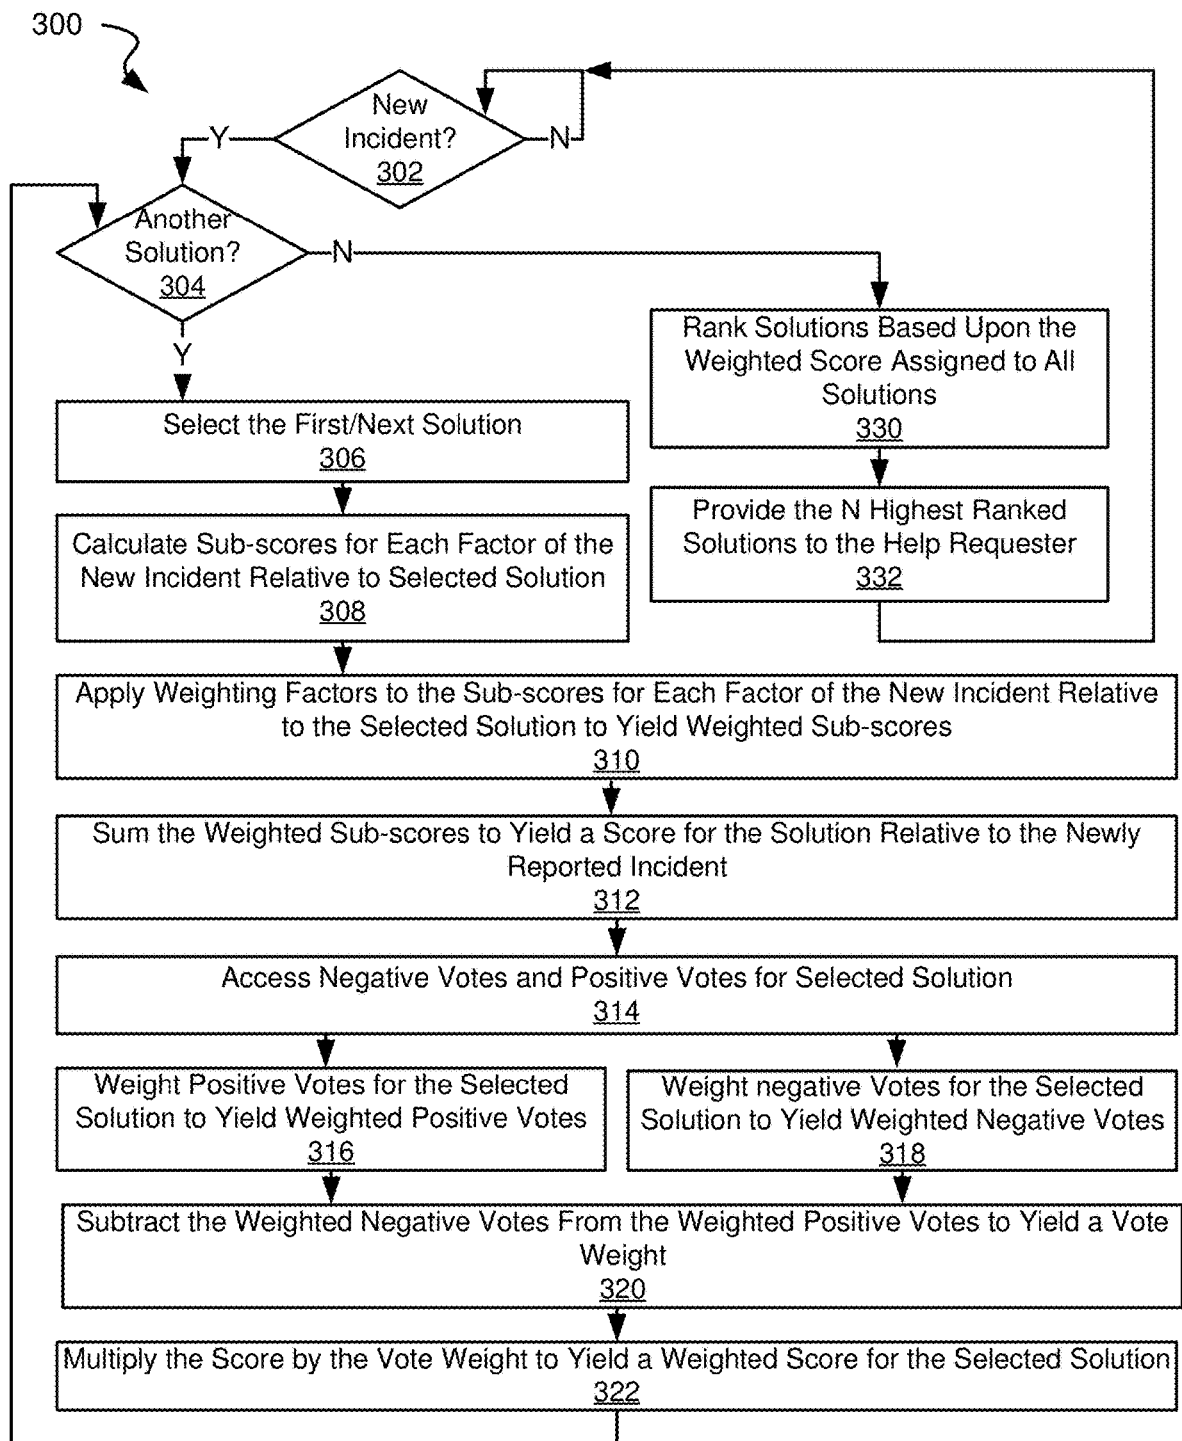 300
New
Incident?
302
Y
N
Another
Solution?
304
N
Y
Rank Solutions Based Upon the
Weighted Score Assigned to All
Solutions
330
Select the First/Next Solution
306
Provide the N Highest Ranked
Solutions to the Help Requester
332
Calculate Sub-scores for Each Factor of the
New Incident Relative to Selected Solution
308
Apply Weighting Factors to the Sub-scores for Each Factor of the New Incident Relative
to the Selected Solution to Yield Weighted Sub-scores
310
Sum the Weighted Sub-scores to Yield a Score for the Solution Relative to the Newly
Reported Incident
312
Access Negative Votes and Positive Votes for Selected Solution
314
Weight Positive Votes for the Selected
Solution to Yield Weighted Positive Votes
316
Weight negative Votes for the Selected
Solution to Yield Weighted Negative Votes
318
Subtract the Weighted Negative Votes From the Weighted Positive Votes to Yield a Vote
Weight
320
Multiply the Score by the Vote Weight to Yield a Weighted Score for the Selected Solution
322